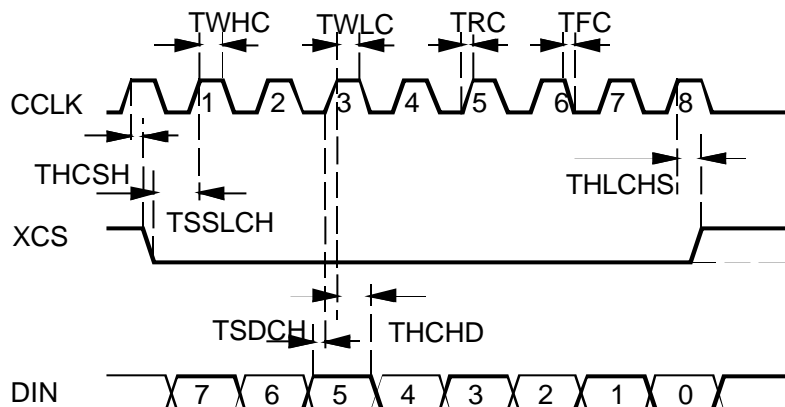 TWHC TWLC TRC TFC
CCLK 1 2 3 4 5 6 7 8
THCSH THLCHS
TSSLCH
XCS
TSDCH THCHD
DIN 7 6 5 4 3 2 1 0